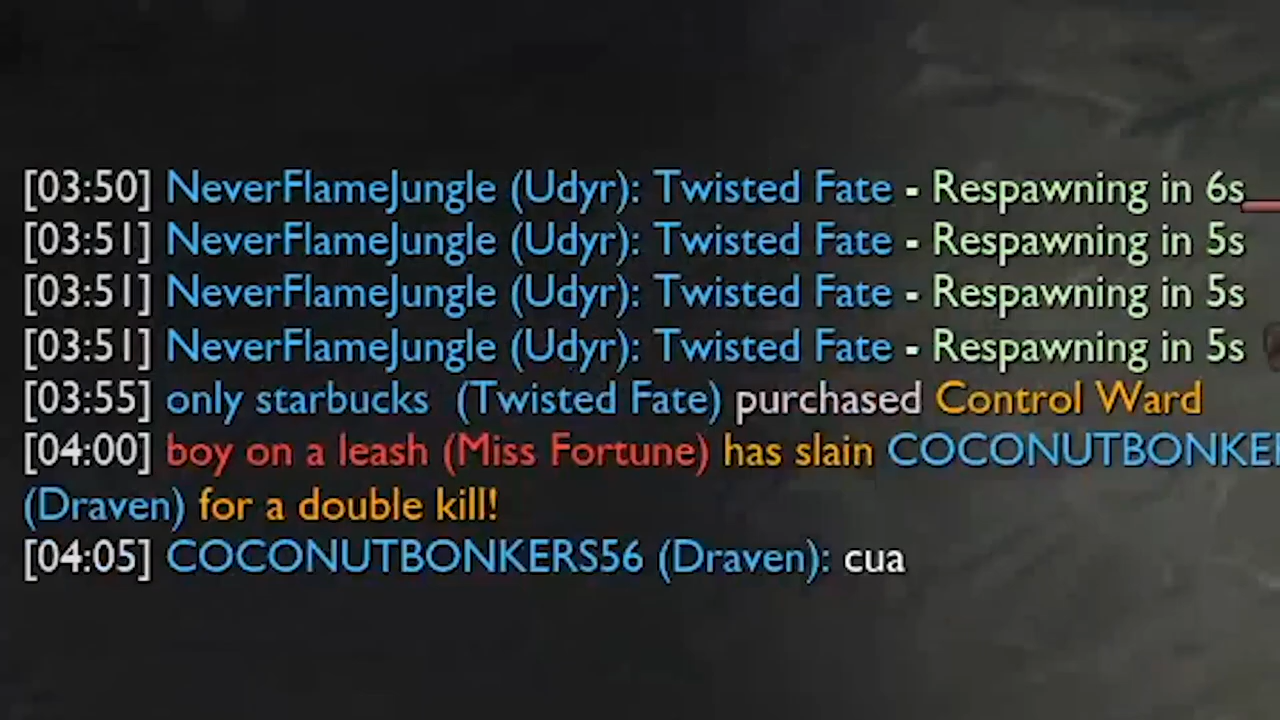 [03:50] NeverFlameJungle (Udyr): Twisted Fate - Respawning in 6s
[03:51] NeverFlameJungle (Udyr): Twisted Fate - Respawning in 5s
[03:51] NeverFlameJungle (Udyr): Twisted Fate - Respawning in 5s
[03:51] NeverFlameJungle (Udyr): Twisted Fate - Respawning in 5s
[03:55] only starbucks  (Twisted Fate) purchased Control Ward
[04:00] boy on a leash (Miss Fortune) has slain COCONUTBONKE
(Draven) for a double kill!
[04:05] COCONUTBONKERS56 (Draven): cua